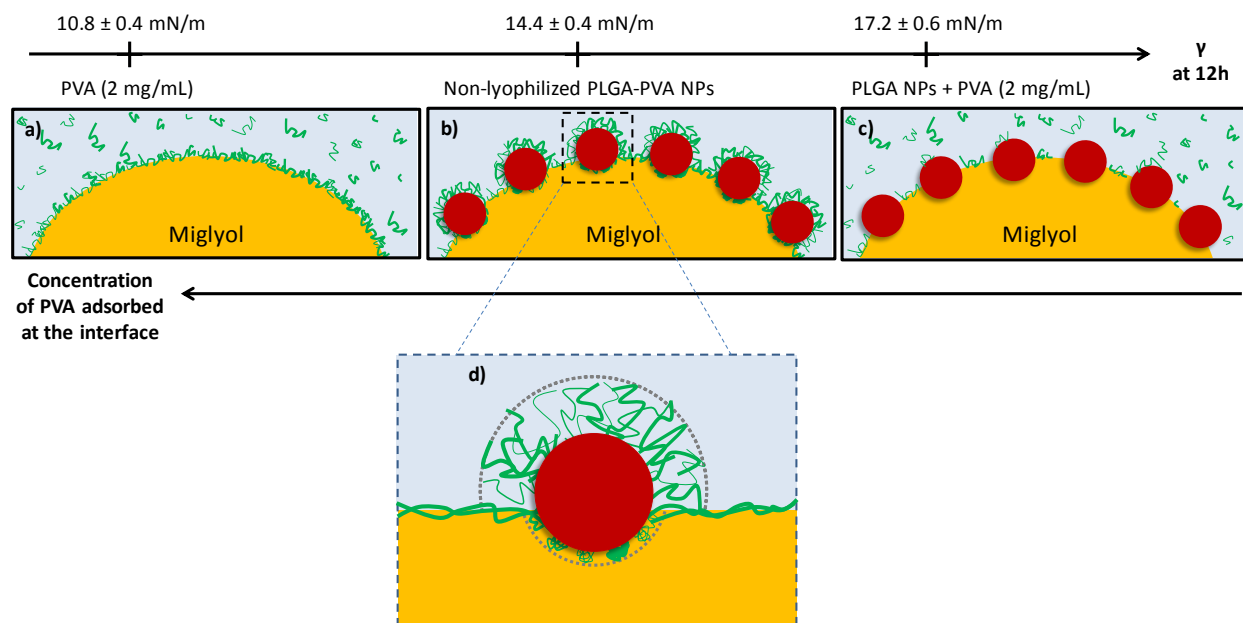 10.8 ± 0.4 mN/m
14.4 ± 0.4 mN/m
17.2 ± 0.6 mN/m
γ
at 12h
PVA (2 mg/mL)
Non-lyophilized PLGA-PVA NPs
PLGA NPs + PVA (2 mg/mL)
a)
b)
c)
Miglyol
Miglyol
Miglyol
Concentration
of PVA adsorbed
at the interface
d)